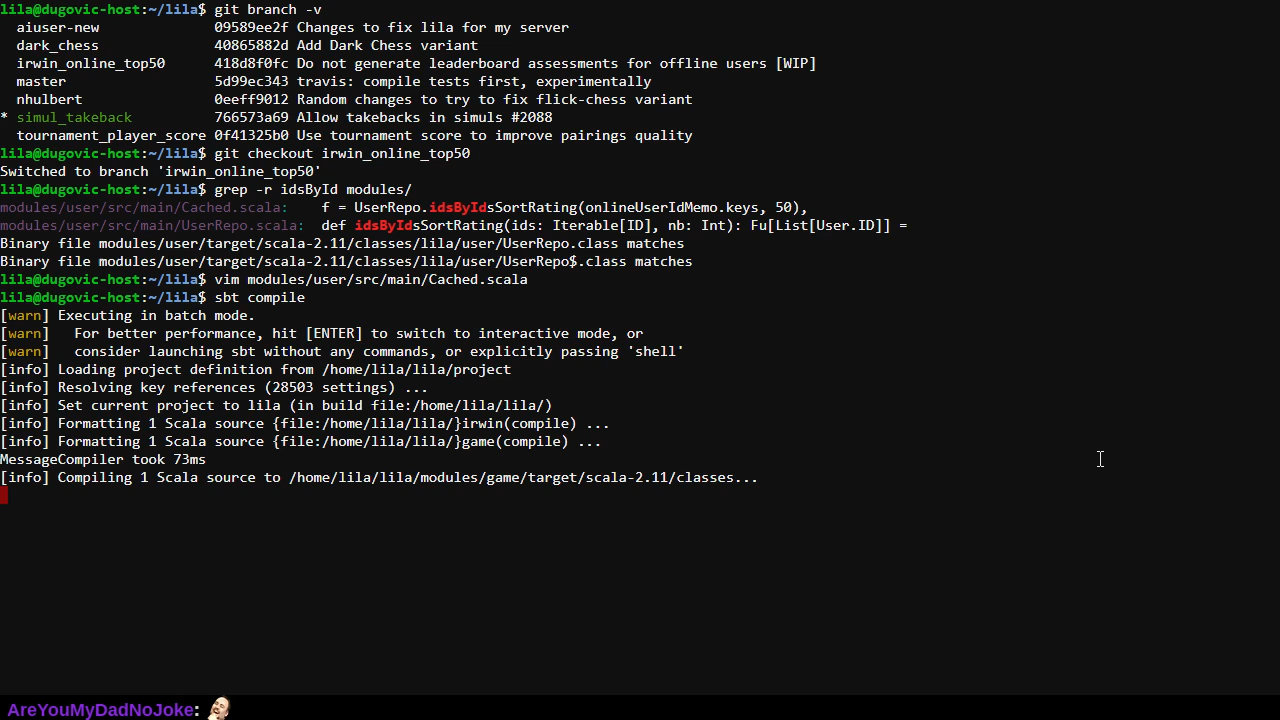 lila@dugovic-host:~/lila$ git branch -v
  aiuser-new              09589ee2f Changes to fix lila for my server
  dark_chess              40865882d Add Dark Chess variant
  irwin_online_top50      418d8f0fc Do not generate leaderboard assessments for offline users [WIP]
  master                  5d99ec343 travis: compile tests first, experimentally
  nhulbert                0eeff9012 Random changes to try to fix flick-chess variant
* simul_takeback          766573a69 Allow takebacks in simuls #2088
  tournament_player_score 0f41325b0 Use tournament score to improve pairings quality
lila@dugovic-host:~/lila$ git checkout irwin_online_top50
Switched to branch 'irwin_online_top50'
lila@dugovic-host:~/lila$ grep -r idsById modules/
modules/user/src/main/Cached.scala:    f = UserRepo.idsByIdsSortRating(onlineUserIdMemo.keys, 50),
modules/user/src/main/UserRepo.scala:  def idsByIdsSortRating(ids: Iterable[ID], nb: Int): Fu[List[User.ID]] =
Binary file modules/user/target/scala-2.11/classes/lila/user/UserRepo.class matches
Binary file modules/user/target/scala-2.11/classes/lila/user/UserRepo$.class matches
lila@dugovic-host:~/lila$ vim modules/user/src/main/Cached.scala
lila@dugovic-host:~/lila$ sbt compile
[warn] Executing in batch mode.
[warn]   For better performance, hit [ENTER] to switch to interactive mode, or
[warn]   consider launching sbt without any commands, or explicitly passing 'shell'
[info] Loading project definition from /home/lila/lila/project
[info] Resolving key references (28503 settings) ...
[info] Set current project to lila (in build file:/home/lila/lila/)
[info] Formatting 1 Scala source {file:/home/lila/lila/}irwin(compile) ...
[info] Formatting 1 Scala source {file:/home/lila/lila/}game(compile) ...
MessageCompiler took 73ms
[info] Compiling 1 Scala source to /home/lila/lila/modules/game/target/scala-2.11/classes...
AreYouMyDadNoJoke: